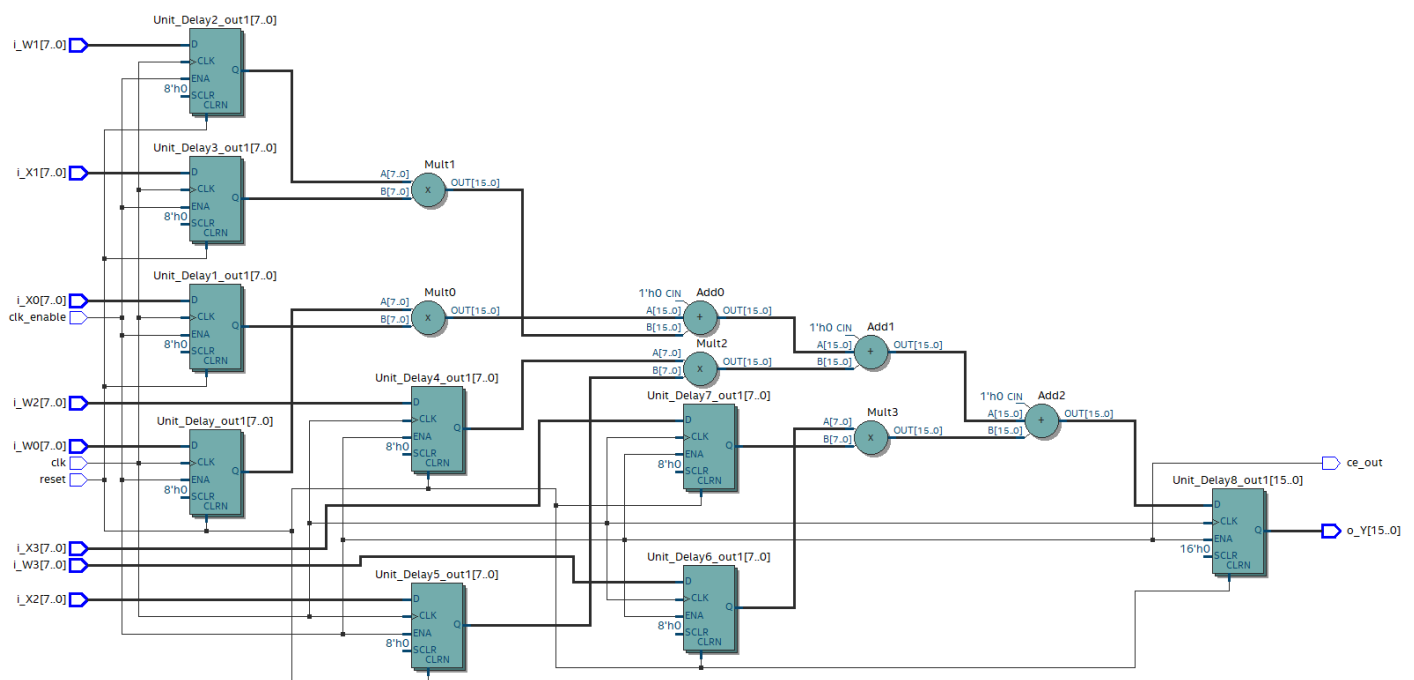 Unit_Delay2_out1[7..0]
i_W1[7..0]
D
CLK
ENA
8'h0
SCLR
CLRN
Q
Unit_Delay3_out1[7..0]
i_X1[7..0]
D
CLK
ENA
8'h0
SCLR
CLRN
Q
Mult1
A[7..0]
B[7..0]
x
OUT[15..0]
Unit_Delay1_out1[7..0]
i_X0[7..0]
clk_enable
D
CLK
ENA
8'h0
SCLR
CLRN
Q
Mult0
A[7..0]
B[7..0]
x
OUT[15..0]
Add0
1'h0 CIN
A[15..0]
B[15..0]
+
OUT[15..0]
Mult2
A[7..0]
B[7..0]
x
OUT[15..0]
Add1
1'h0 CIN
A[15..0]
B[15..0]
+
OUT[15..0]
Unit_Delay4_out1[7..0]
i_W2[7..0]
D
CLK
ENA
8'h0
SCLR
CLRN
Q
Unit_Delay7_out1[7..0]
D
CLK
ENA
8'h0
SCLR
CLRN
Q
Mult3
A[7..0]
B[7..0]
x
OUT[15..0]
Add2
1'h0 CIN
A[15..0]
B[15..0]
+
OUT[15..0]
Unit_Delay_out1[7..0]
i_W0[7..0]
clk
reset
D
CLK
ENA
8'h0
SCLR
CLRN
Q
ce_out
Unit_Delay8_out1[15..0]
D
CLK
ENA
16'h0
SCLR
CLRN
Q
o_Y[15..0]
i_X3[7..0]
i_W3[7..0]
i_X2[7..0]
Unit_Delay5_out1[7..0]
D
CLK
ENA
8'h0
SCLR
CLRN
Q
Unit_Delay6_out1[7..0]
D
CLK
ENA
8'h0
SCLR
CLRN
Q